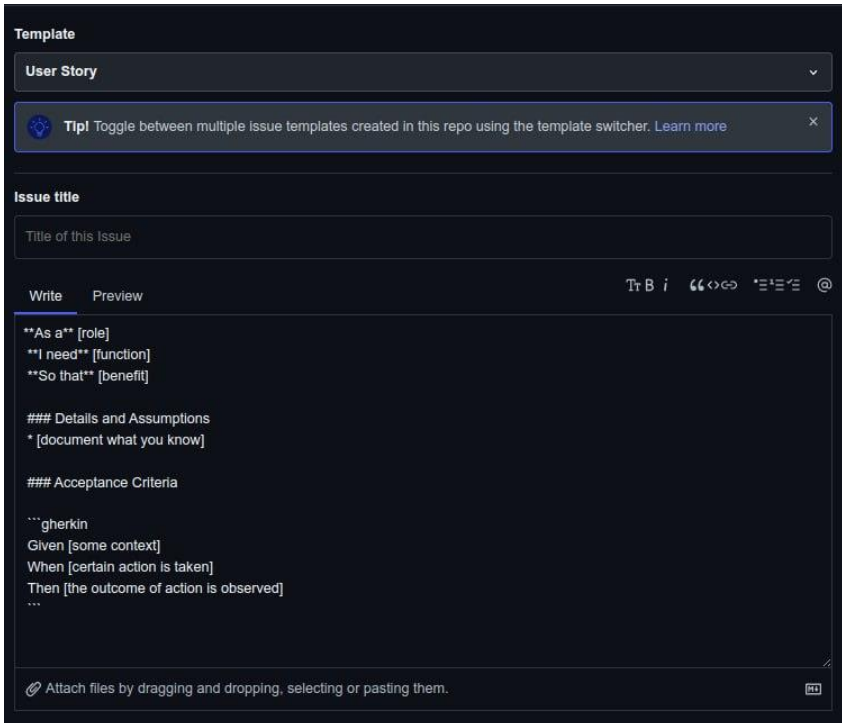 Template
User Story
Tip! Toggle between multiple issue templates created in this repo using the template switcher. Learn more
Issue title
Title of this Issue
Write Preview
**As a** [role]
**I need** [function]
**So that** [benefit]
### Details and Assumptions
* [document what you know]
### Acceptance Criteria
```gherkin
Given [some context]
When [certain action is taken]
Then [the outcome of action is observed]
```
Attach files by dragging and dropping, selecting or pasting them.